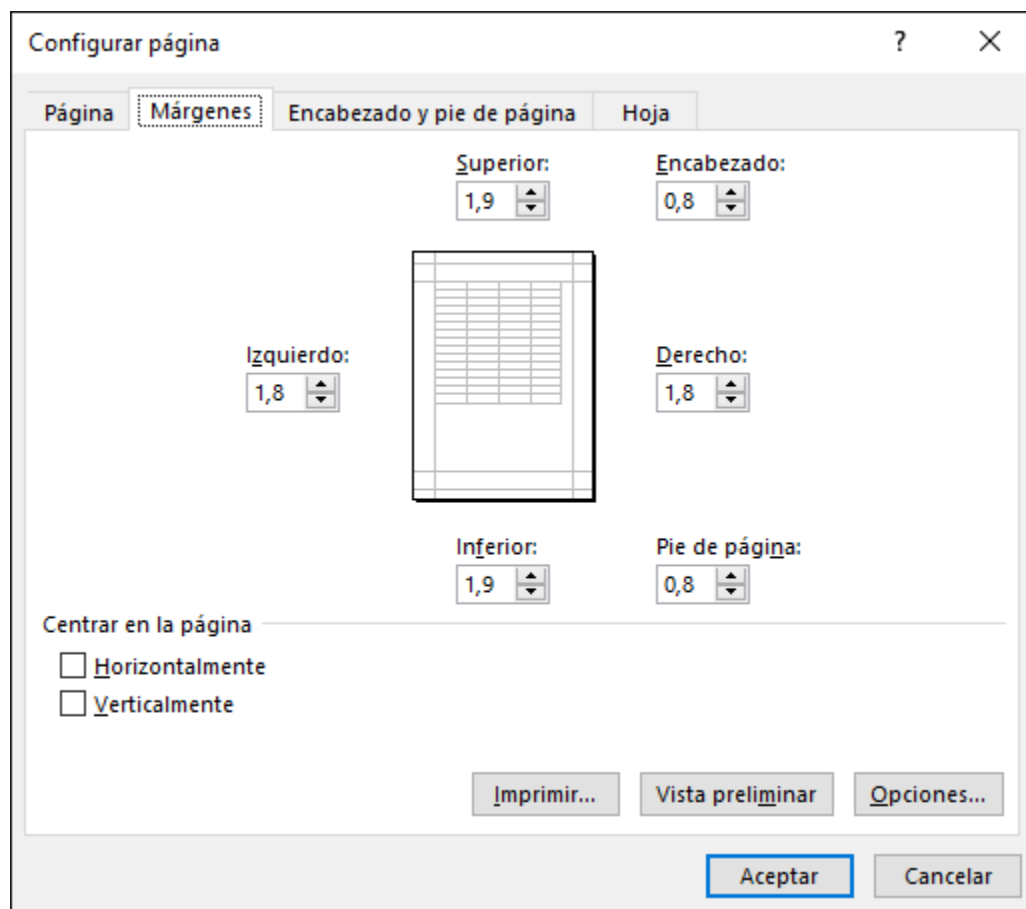 Configurar página ?
Página Márgenes Encabezado y pie de página Hoja
Superior: Encabezado:
1,9 0,8
Izquierdo: Derecho:
1,8 1,8
Inferior: Pie de página:
1,9 0,8
Centrar en la página
Horizontalmente
Verticalmente
Imprimir... Vista preliminar Opciones...
Aceptar Cancelar